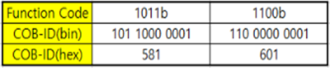 Function Code 1011b 1100b
COB-ID(bin) 101 1000 0001 110 0000 0001
COB-ID(hex) 581 601